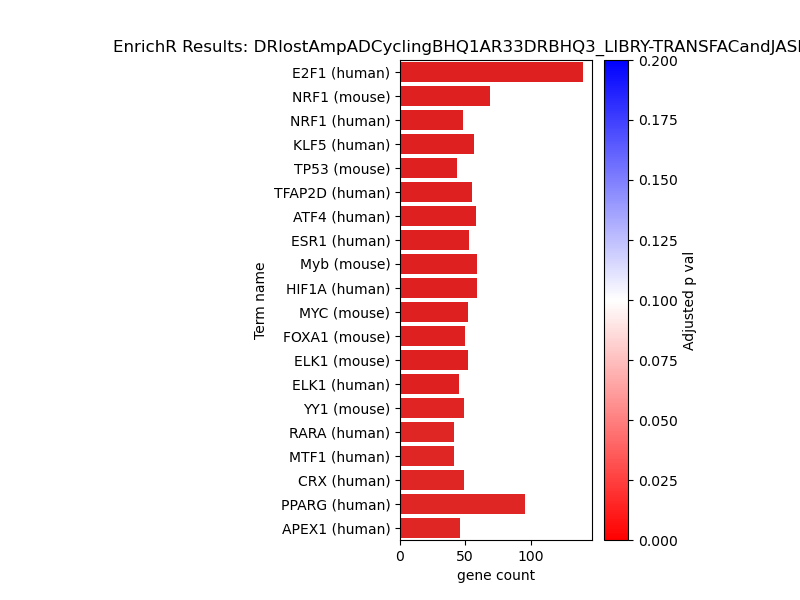 EnrichR Results: DRlostAmpADCyclingBHQ1AR33DRBHQ3_LIBRY-TRANSFACandJASI
Term name
E2F1 (human)
NRF1 (mouse)
NRF1 (human)
KLF5 (human)
TP53 (mouse)
TFAP2D (human)
ATF4 (human)
ESR1 (human)
Myb (mouse)
HIF1A (human)
MYC (mouse)
FOXA1 (mouse)
ELK1 (mouse)
ELK1 (human)
YY1 (mouse)
RARA (human)
MTF1 (human)
CRX (human)
PPARG (human)
APEX1 (human)
0 50 100
gene count
0.200
0.175
0.150
0.125
0.100
0.075
0.050
0.025
0.000
Adjusted p val